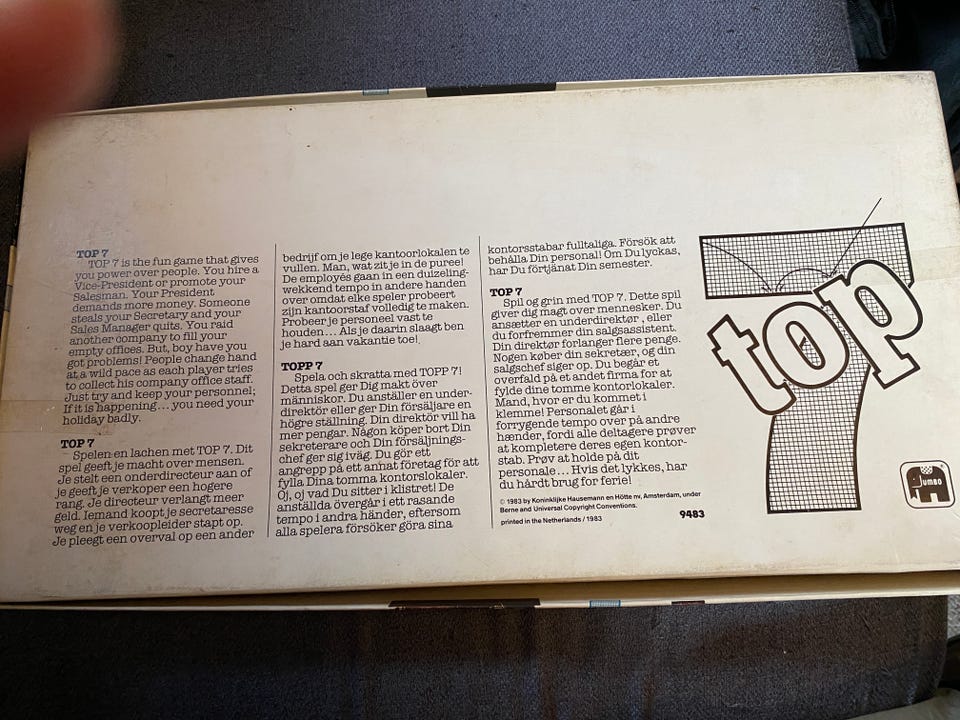 TOP 7
TOP 7 is the fun game that gives
you power over people. You hire a
Vice-President or promote your
Salesman. Your President
demands more money. Someone
steals your Secretary and your
Sales Manager quits. You raid
another company to fill your
empty offices. But, boy have you
got problems! People change hand
at a wild pace as each player tries
to collect his company office staff.
Just try and keep your personnel;
If it is happening... you need your
holiday badly.
TOP 7
Spelen en lachen met TOP 7. Dit
spel geeft je macht over mensen.
Je stelt een onderdirekteur aan of
je geeft je verkoper een hogere
rang. Je directeur verlangt meer
geld. Iemand koopt je secretaresse
weg en je verkoopleider stapt op.
Je pleegt een overval op een ander
bedrijf om je lege kantoorlokalen te
vullen. Man, wat zit je in de puree!
De employés gaan in een duizeling-
wekkend tempo in andere handen
over omdat elke speler probeert
zijn kantoorstaf volledig te maken.
Probeer je personeel vast te
houden... Als je daarin slaagt ben
je hard aan vakantie toe!
TOPP 7
Spela och skratta med TOPP 7!
Detta spel ger Dig makt över
människor. Du anställer en under-
direktör eller ger Din försäljare en
högre ställning. Din direktör vill ha
mer pengar. Någon köper bort Din
sekreterare och Din försäljnings-
chef ger sig iväg. Du gör ett
angrepp på ett annat företag för att
fylla Dina tomma kontorslokaler.
Oj, oj vad Du sitter i klistret! De
anställda övergår i ett rasande
tempo i andra händer, eftersom
alla spelera försöker göra sina
kontorsstabar fulltaliga. Försök att
behålla Din personal! Om Du lyckas,
har Du förtjänat Din semester.
TOP 7
Spil og grin med TOP 7. Dette spil
giver dig magt over mennesker. Du
ansætter en underdirektør, eller
du forfremmer din salgsassistent.
Din direktør forlanger flere penge.
Nogen køber din sekretær, og din
salgschef siger op. Du begår et
overfald på et andet firma for at
fylde dine tomme kontorlokaler.
Mand, hvor er du kommet i
klemme! Personalet går i
forrygende tempo over på andre
hænder, fordi alle deltagere prøver
at komplettere deres egen kontor-
stab. Prøv at holde på dit
personale... Hvis det lykkes, har
du hårdt brug for ferie!
© 1983 by Koninklijke Hausemann en Hötte nv, Amsterdam, under
Berne and Universal Copyright Conventions.
printed in the Netherlands / 1983
9483
top
7
Jumbo